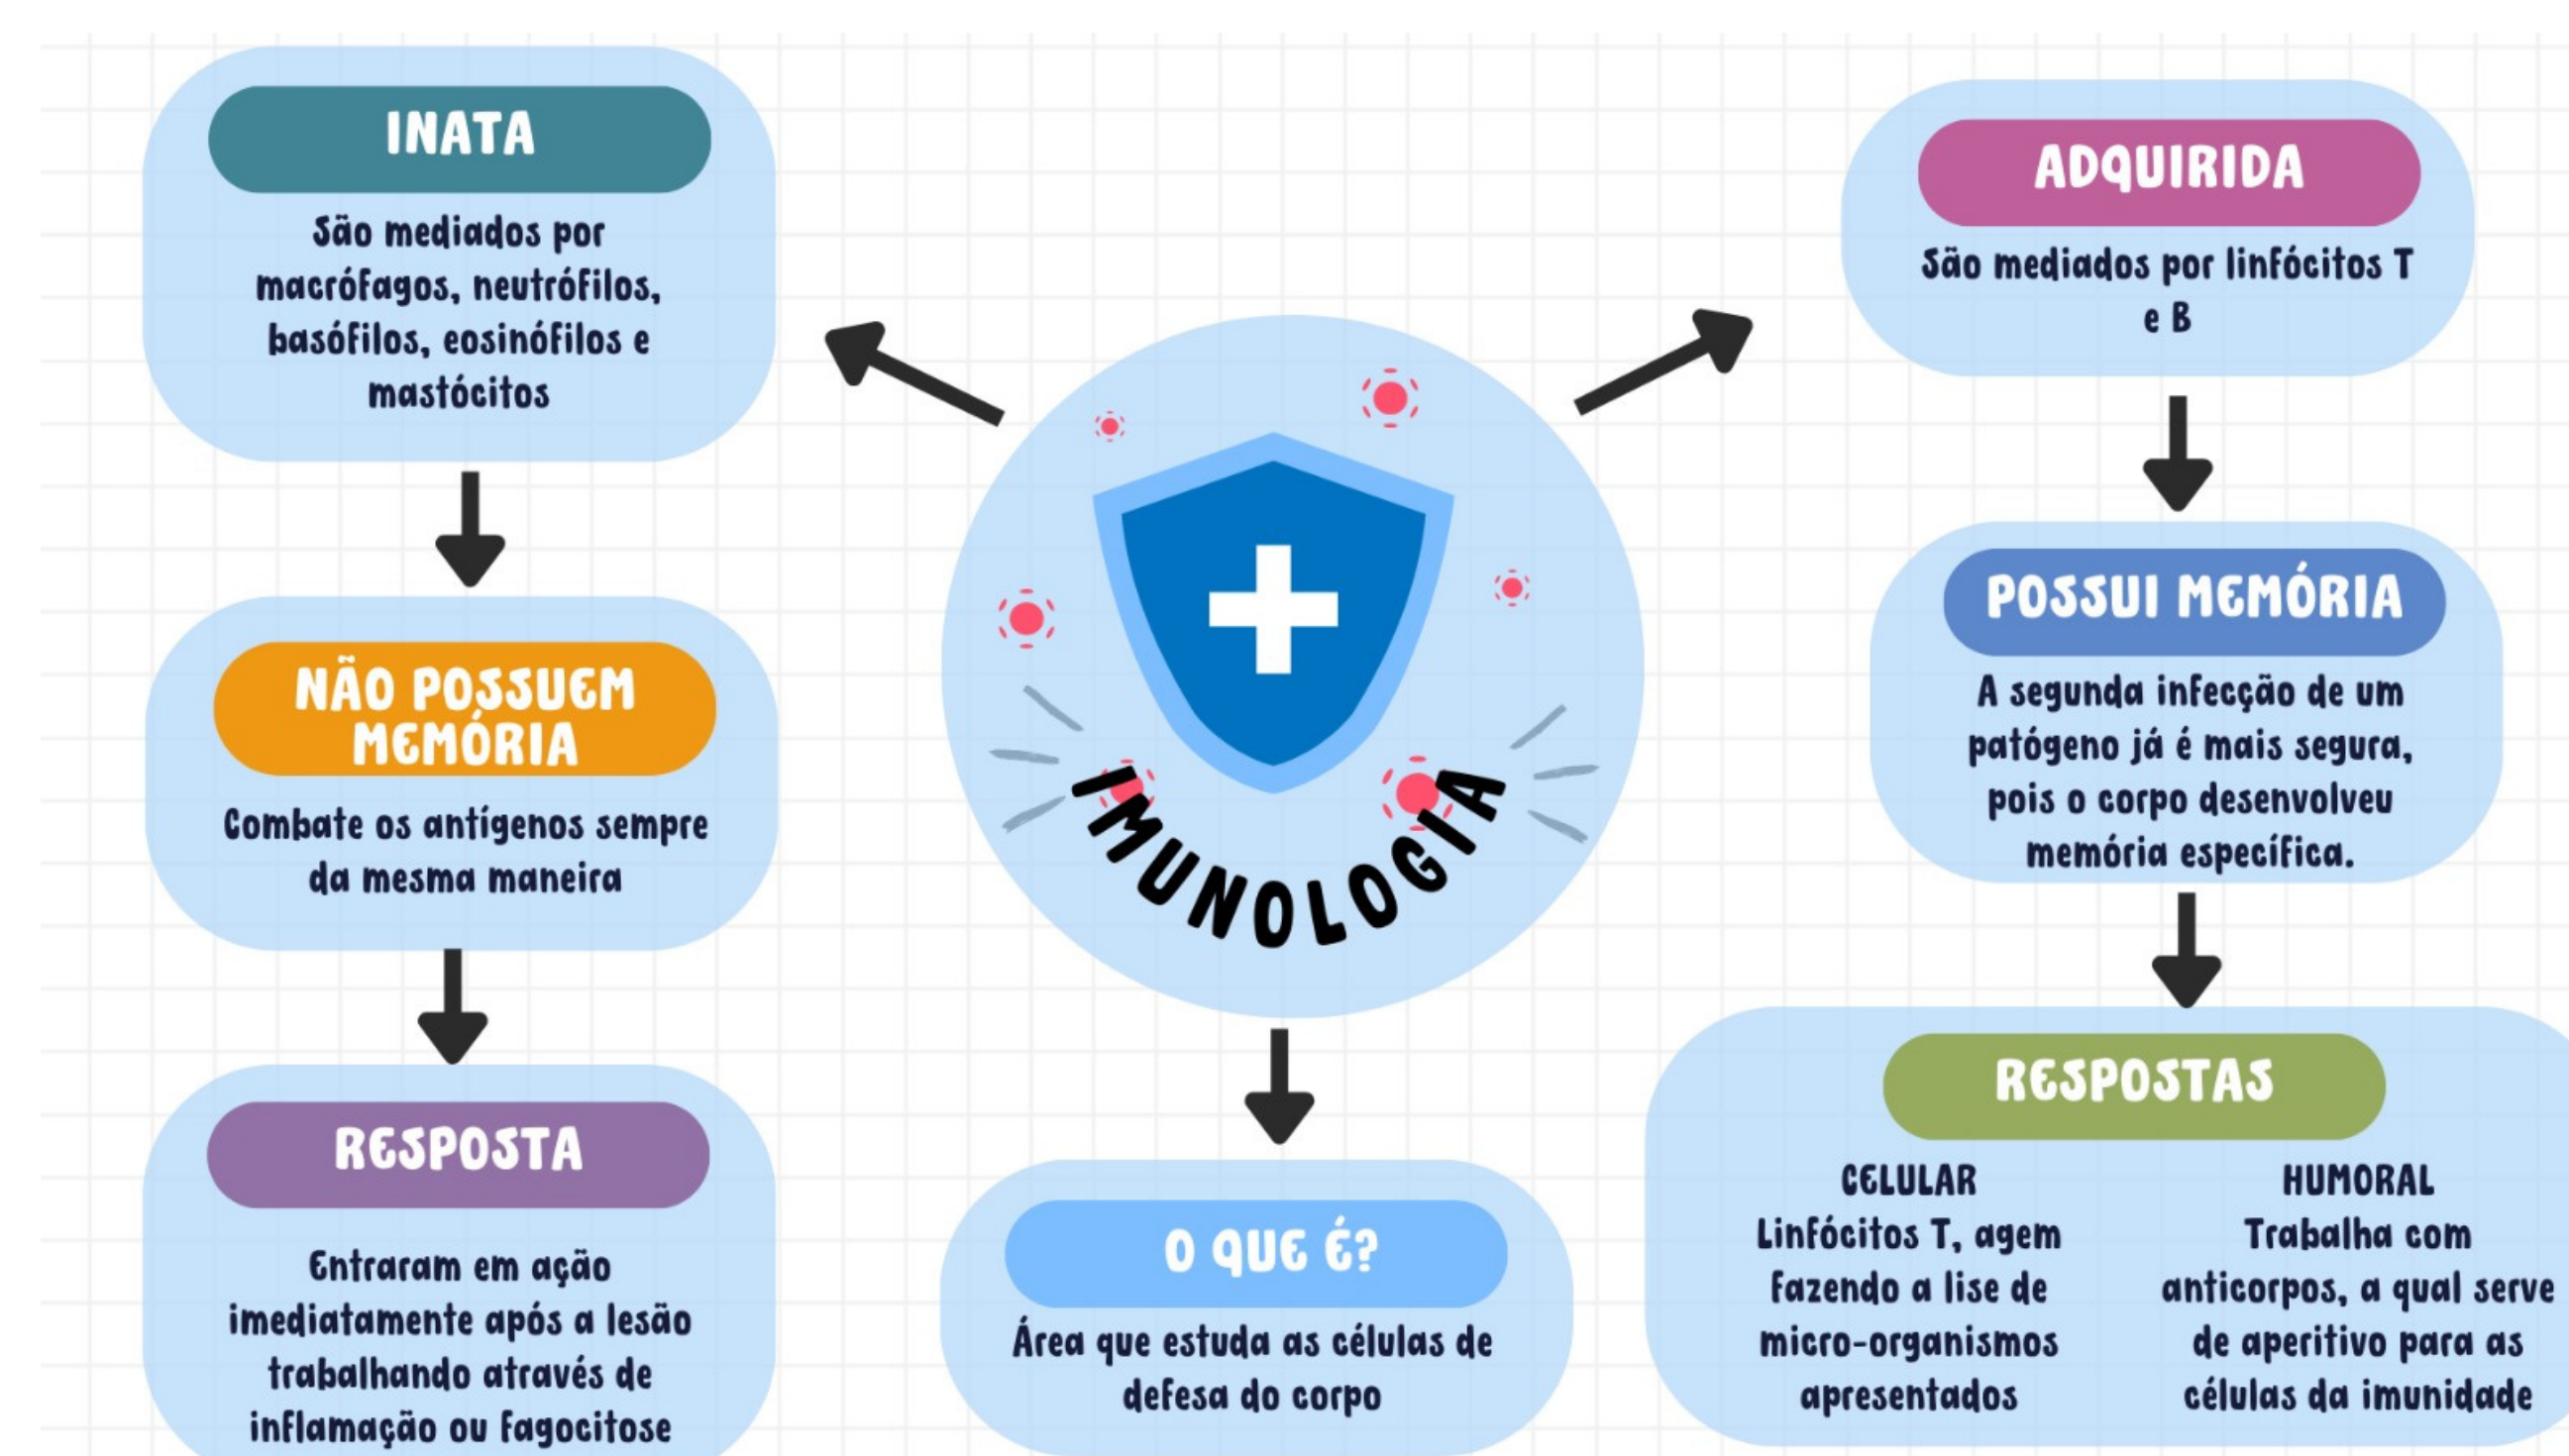 INATA
São mediados por
macrófagos, neutrófilos,
basófilos, eosinófilos e
mastócitos
NÃO POSSUEM
MEMÓRIA
Combate os antígenos sempre
da mesma maneira
RESPOSTA
Entraram em ação
imediatamente após a lesão
trabalhando através de
inflamação ou fagocitose
IMUNOLOGIA
O QUE É?
Área que estuda as células de
defesa do corpo
ADQUIRIDA
São mediados por linfócitos T
e B
POSSUI MEMÓRIA
A segunda infecção de um
patógeno já é mais segura,
pois o corpo desenvolveu
memória específica.
RESPOSTAS
CELULAR
Linfócitos T, agem
fazendo a lise de
micro-organismos
apresentados
HUMORAL
Trabalha com
anticorpos, a qual serve
de aperitivo para as
células da imunidade